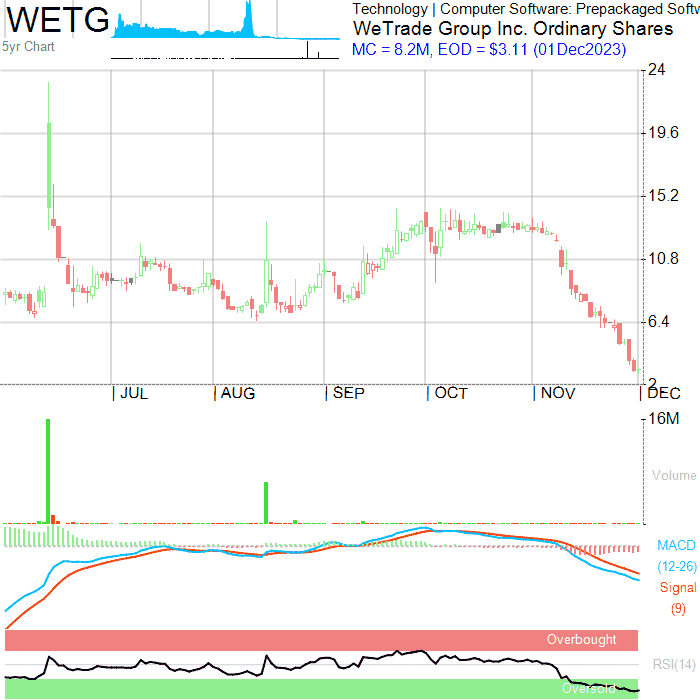 WETG
5yr Chart
Technology | Computer Software: Prepackaged Softw
WeTrade Group Inc. Ordinary Shares
MC = 8.2M, EOD = $3.11 (01Dec2023)
24
19.6
15.2
10.8
6.4
2
JUL AUG SEP OCT NOV DEC
16M
Volume
MACD
(12-26)
Signal
(9)
Overbought
RSI(14)
Oversold